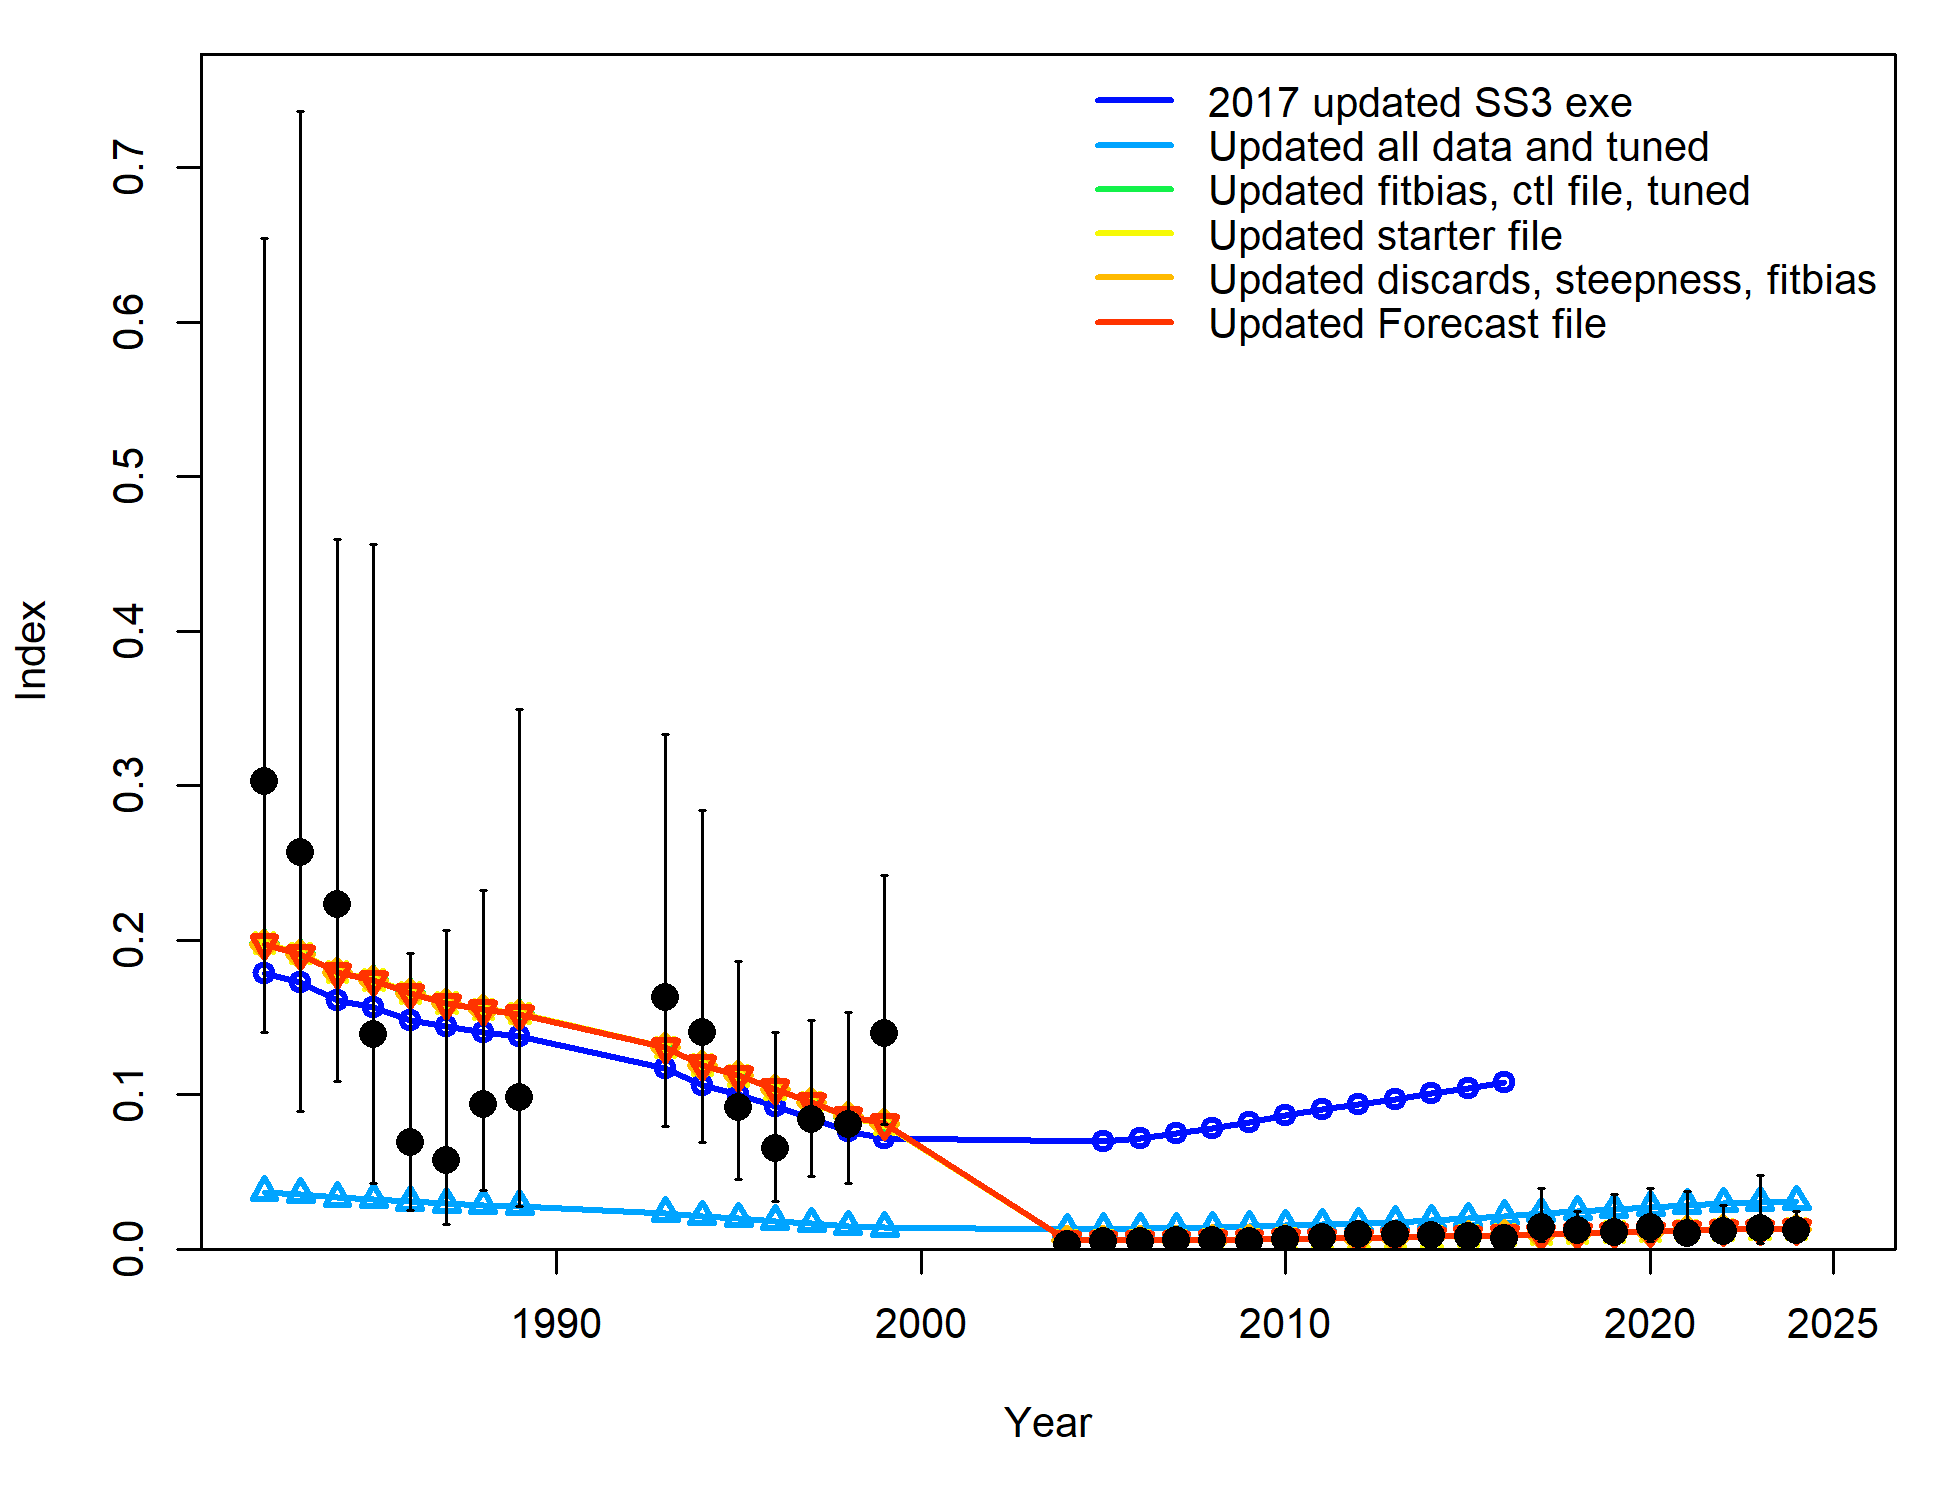 2017 updated SS3 exe
Updated all data and tuned
Updated fitbias, ctl file, tuned
Updated starter file
Updated discards, steepness, fitbias
Updated Forecast file
0.7
0.6
0.5
0.4
0.3
0.2
0.1
0.0
Index
1990 2000 2010 2020 2025
Year